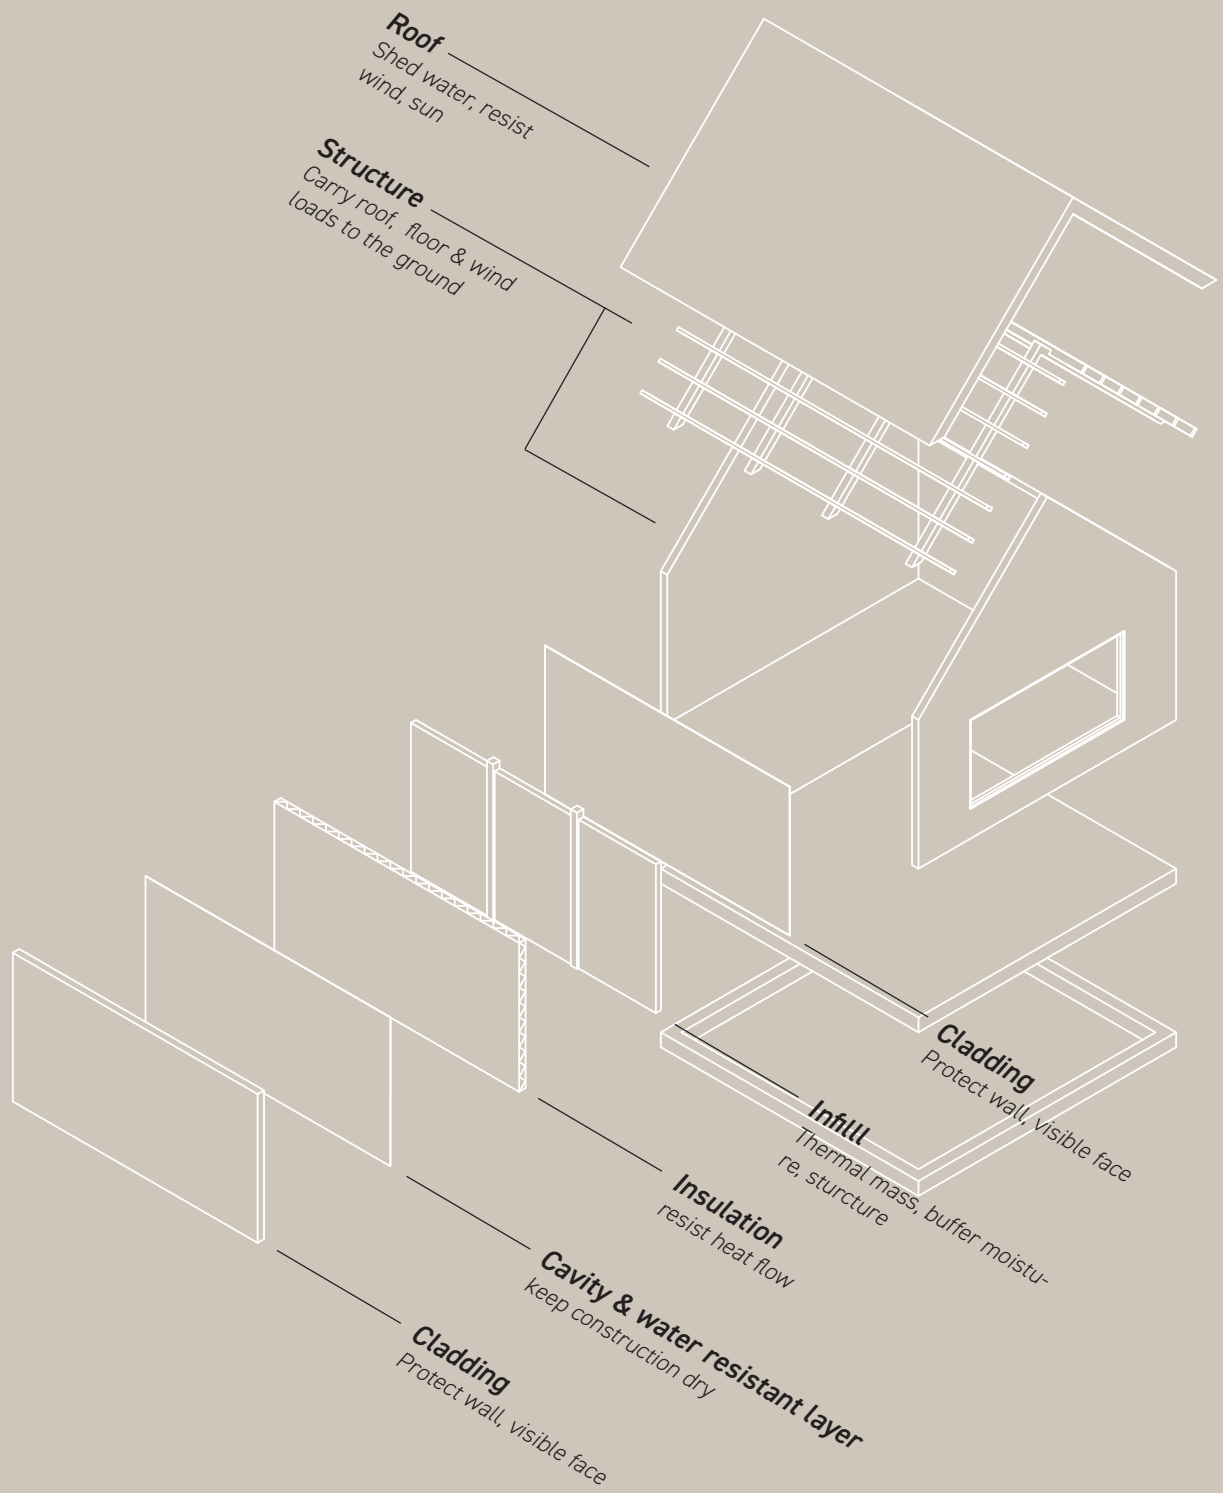 Roof
Shed water, resist
wind, sun
Structure
Carry roof, floor & wind
loads to the ground
Cladding
Protect wall, visible face
Infilll
Thermal mass, buffer moistu-
re, sturcture
Insulation
resist heat flow
Cavity & water resistant layer
keep construction dry
Cladding
Protect wall, visible face